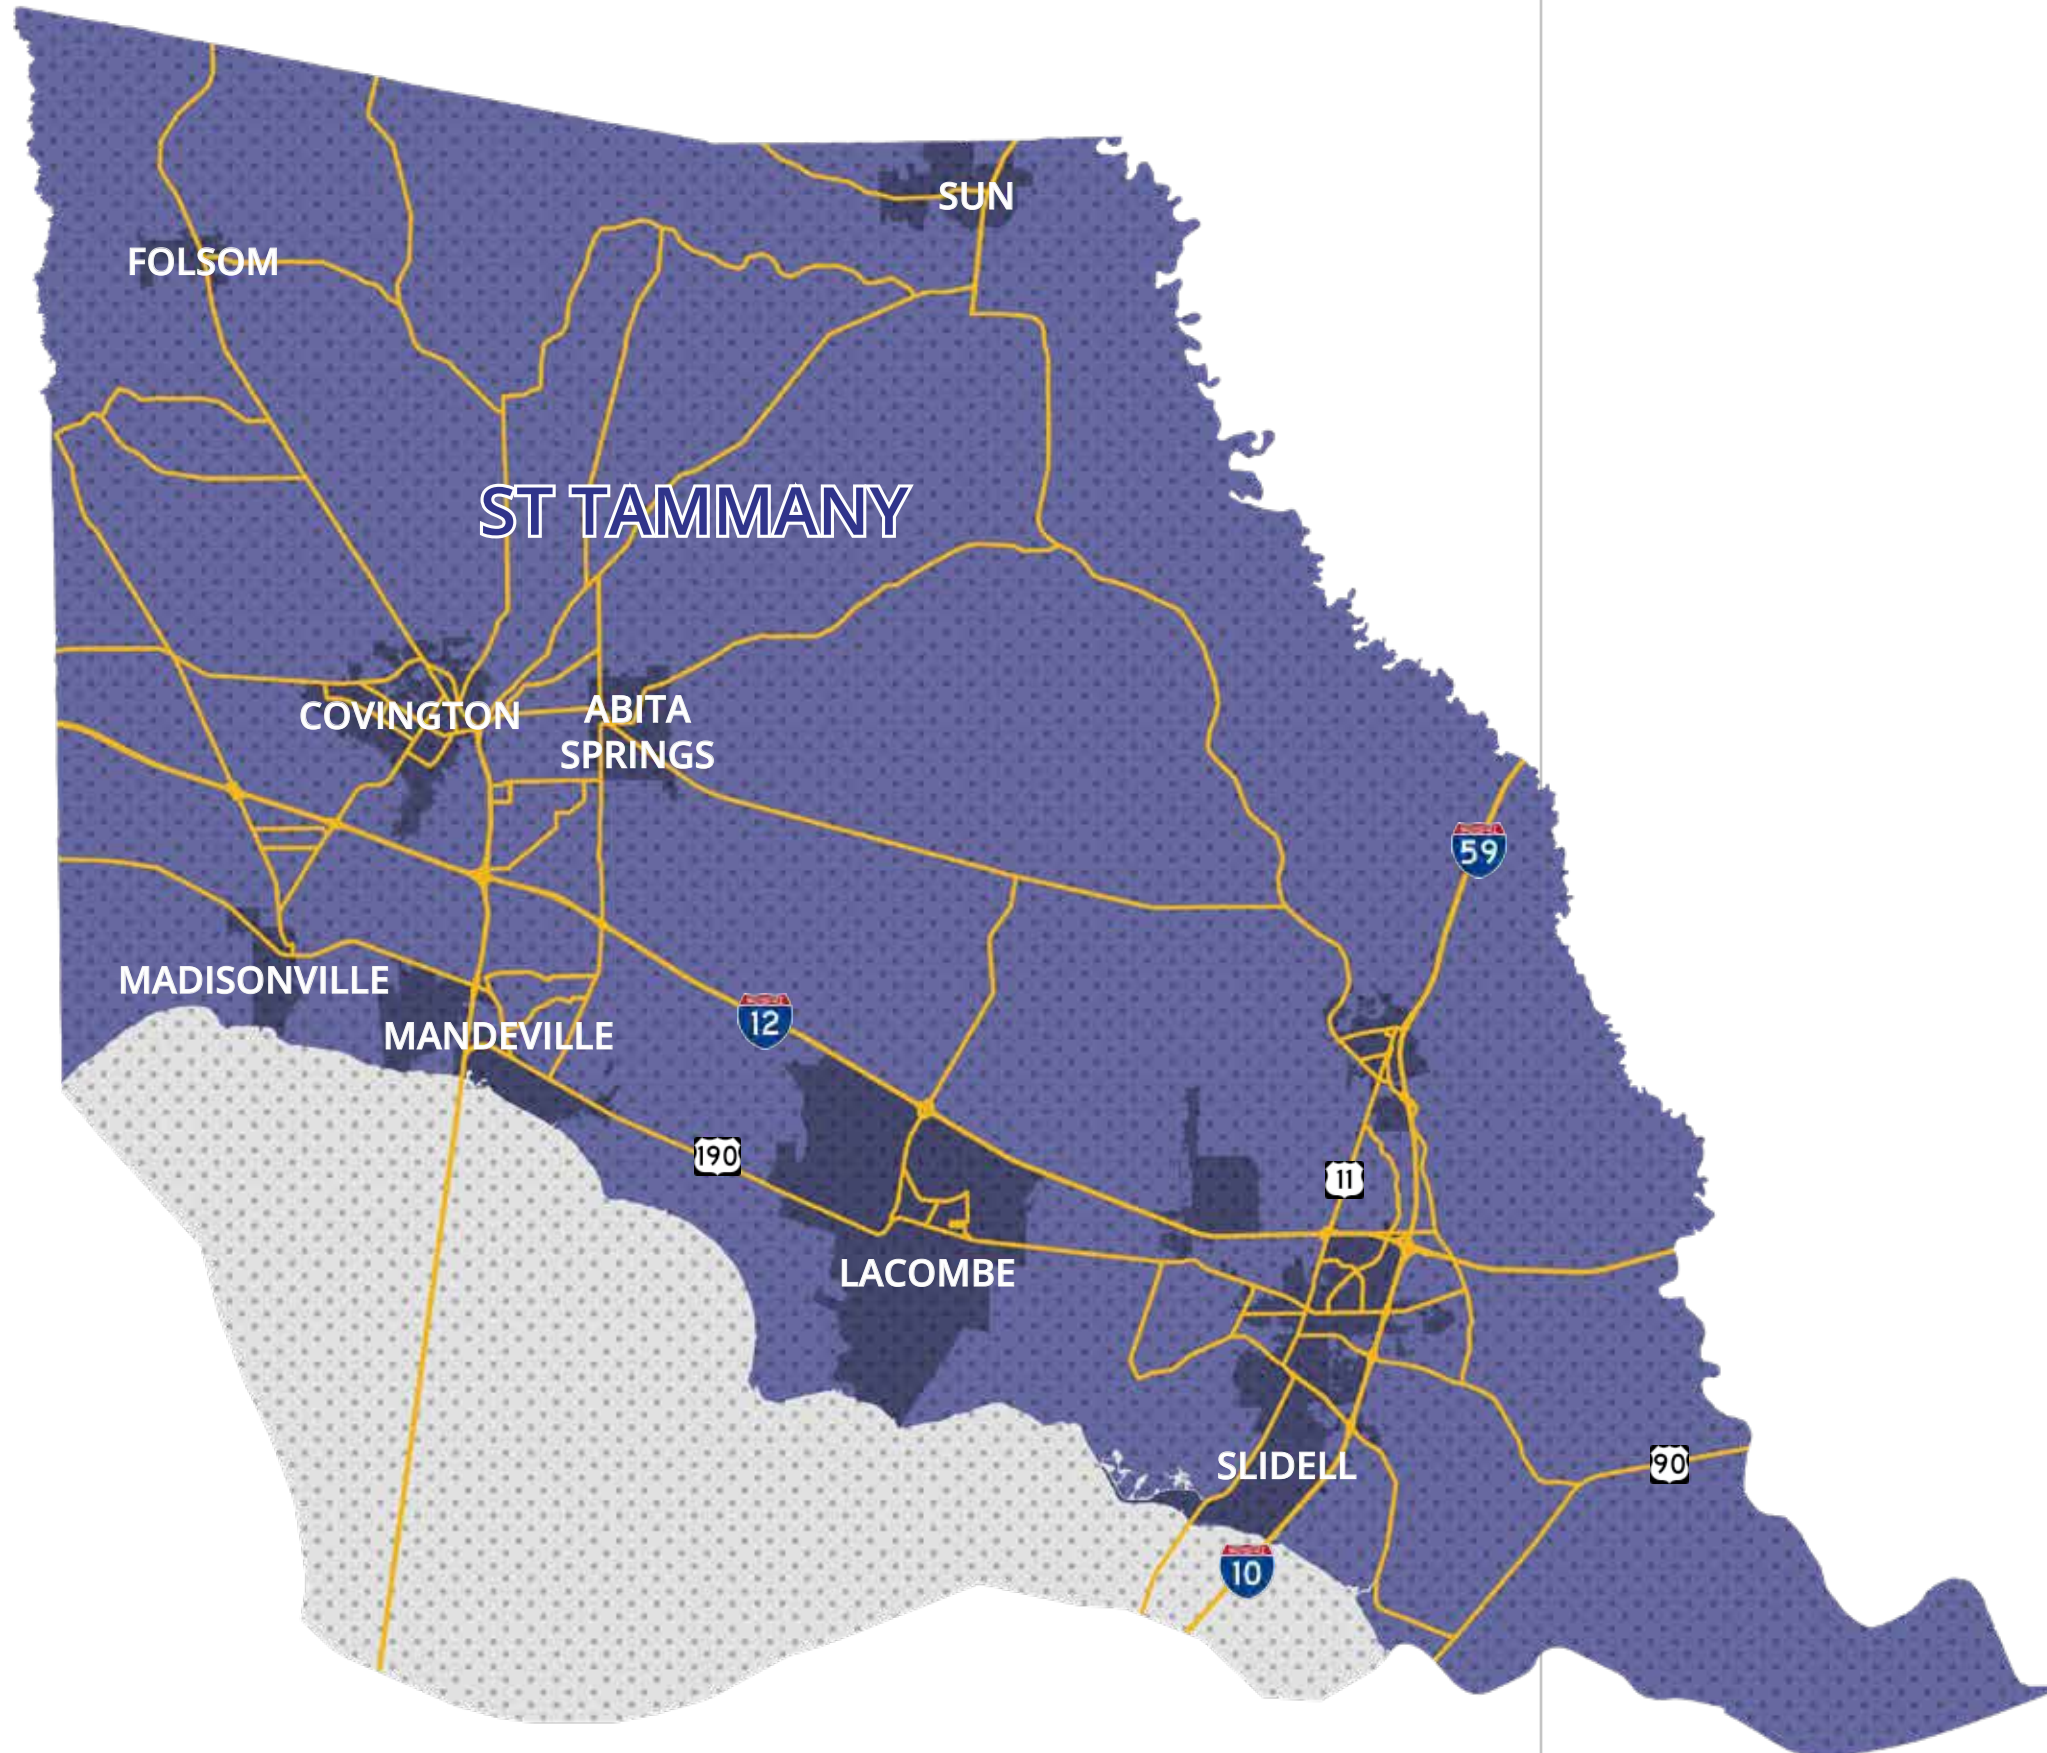 SUN
FOLSOM
ST TAMMANY
COVINGTON
ABITA
SPRINGS
59
MADISONVILLE
12
MANDEVILLE
190
11
LACOMBE
SLIDELL
90
10